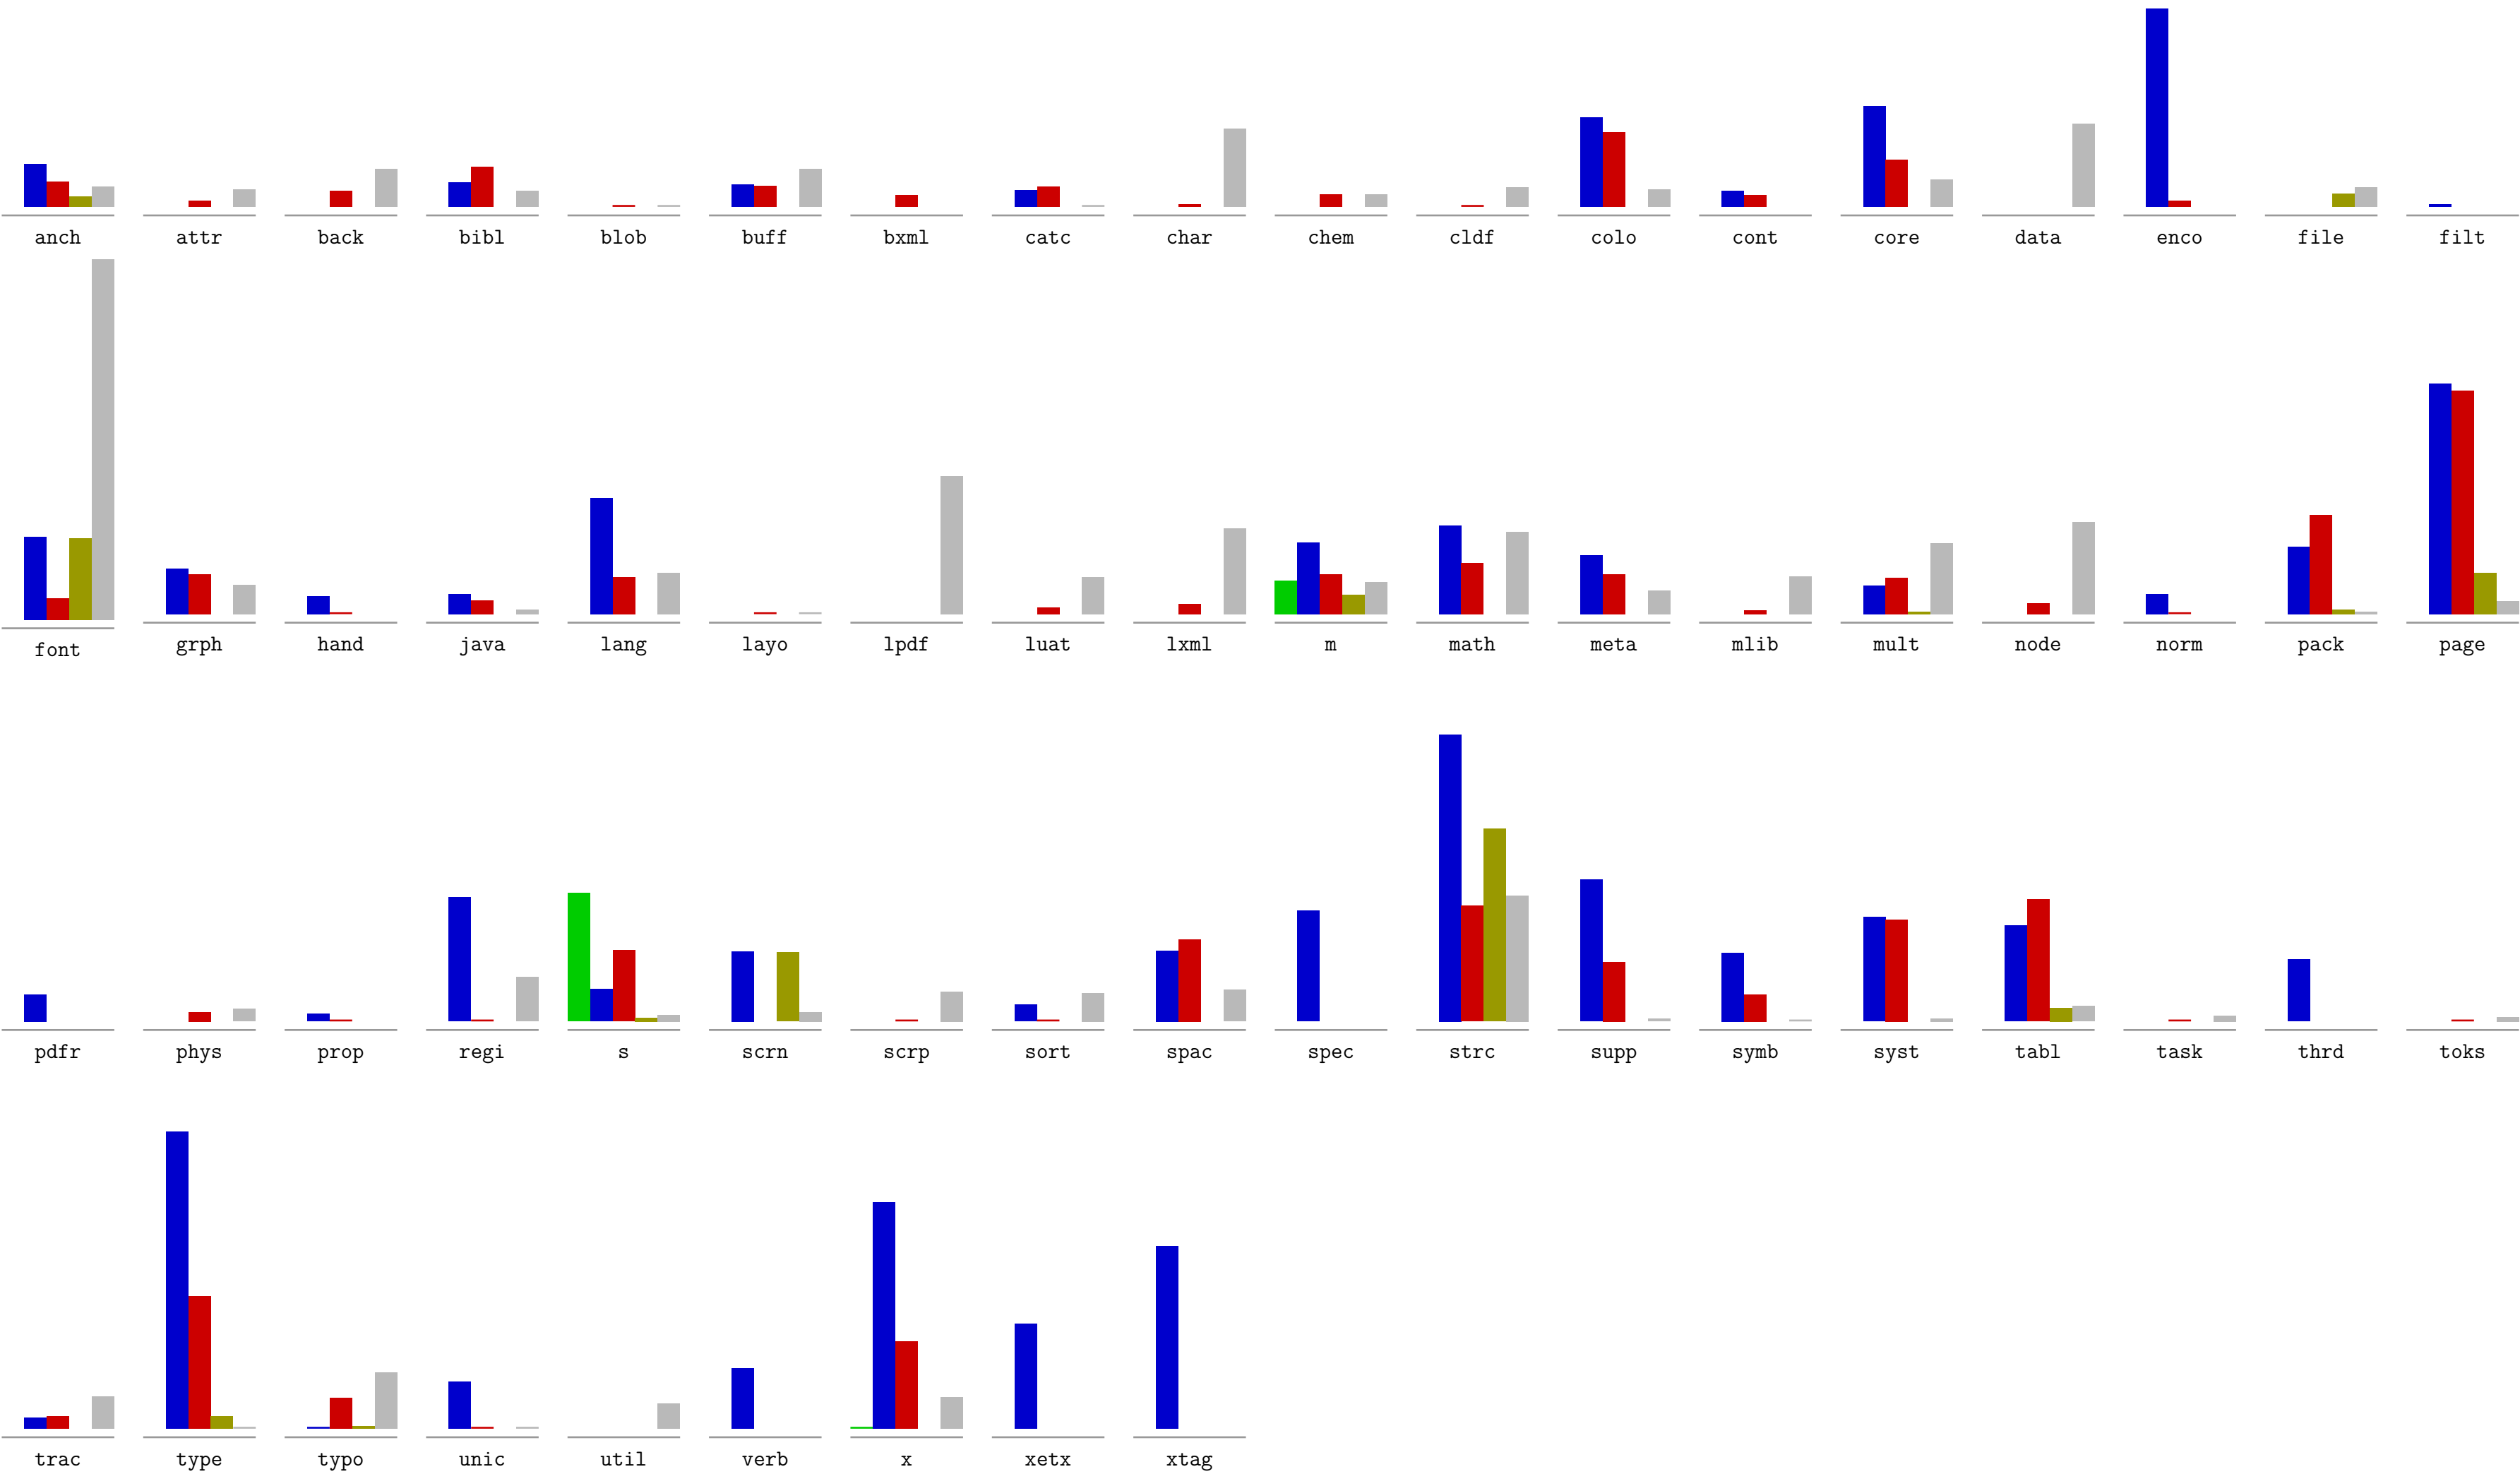 anch attr back bibl blob buff bxml catc char chem cldf colo cont core data enco file filt
font grph hand java lang layo lpdf luat lxml m math meta mlib mult node norm pack page
pdfr phys prop regi s scrn scrp sort spac spec strc supp symb syst tabl task thrd toks
trac type typo unic util verb x xetx xtag